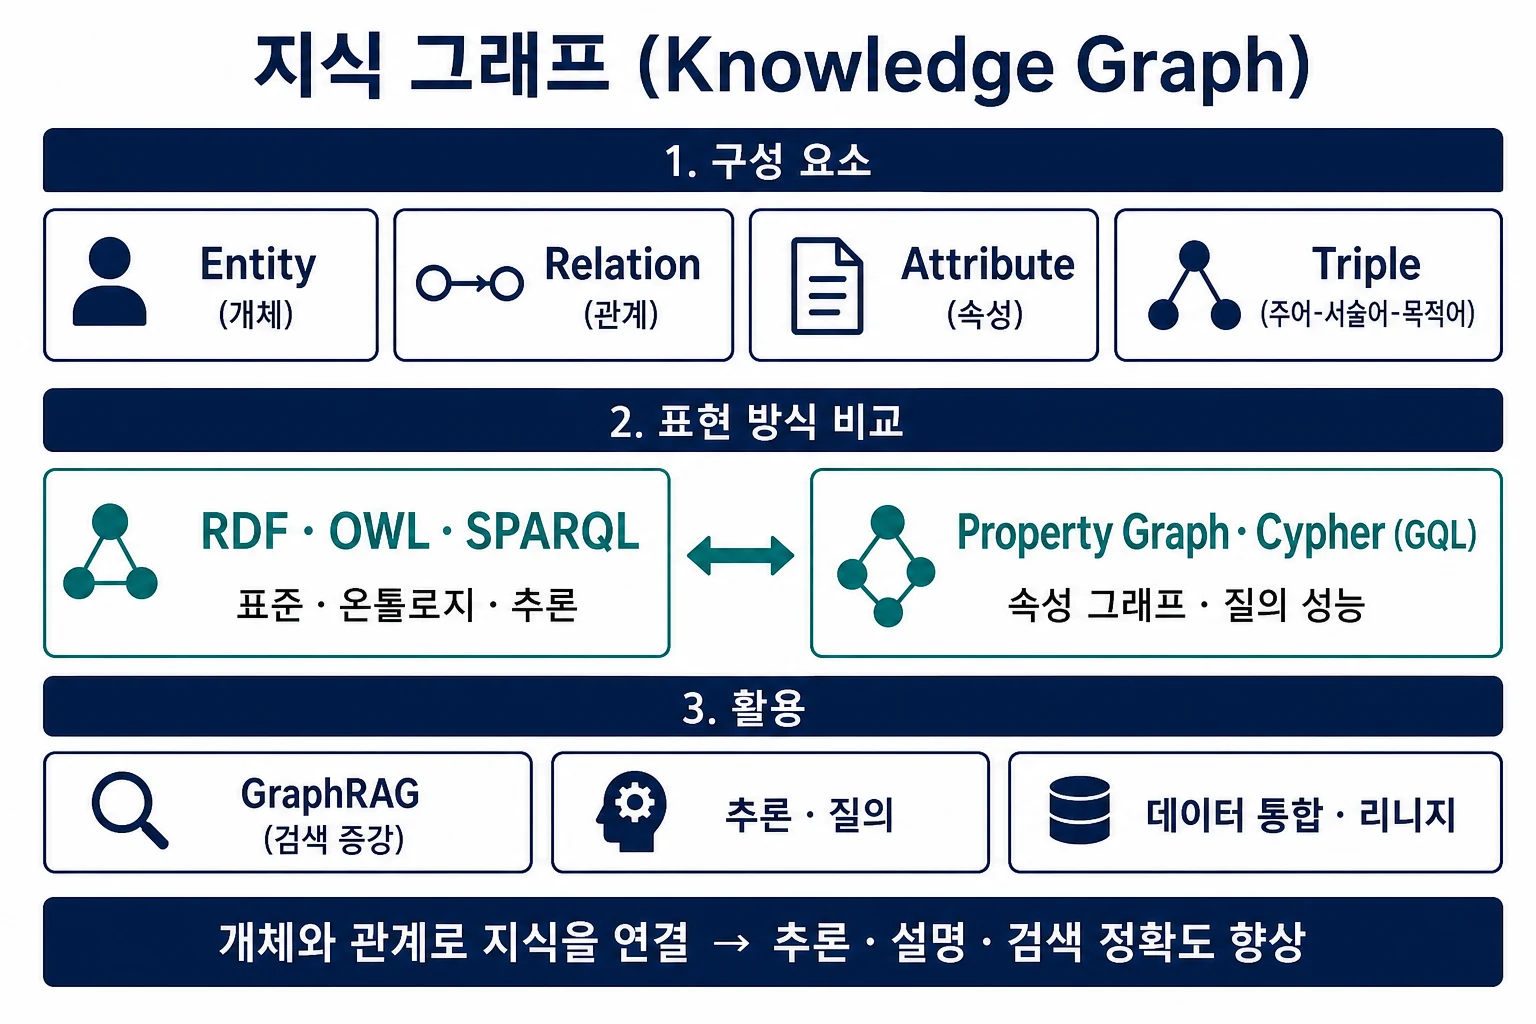 지식 그래프 (Knowledge Graph)
1. 구성 요소
Entity
(개체)
Relation
(관계)
Attribute
(속성)
Triple
(주어-서술어-목적어)
2. 표현 방식 비교
RDF · OWL · SPARQL
표준 · 온톨로지 · 추론
Property Graph · Cypher (GQL)
속성 그래프 · 질의 성능
3. 활용
GraphRAG
(검색 증강)
추론 · 질의
데이터 통합 · 리니지
개체와 관계로 지식을 연결 → 추론 · 설명 · 검색 정확도 향상